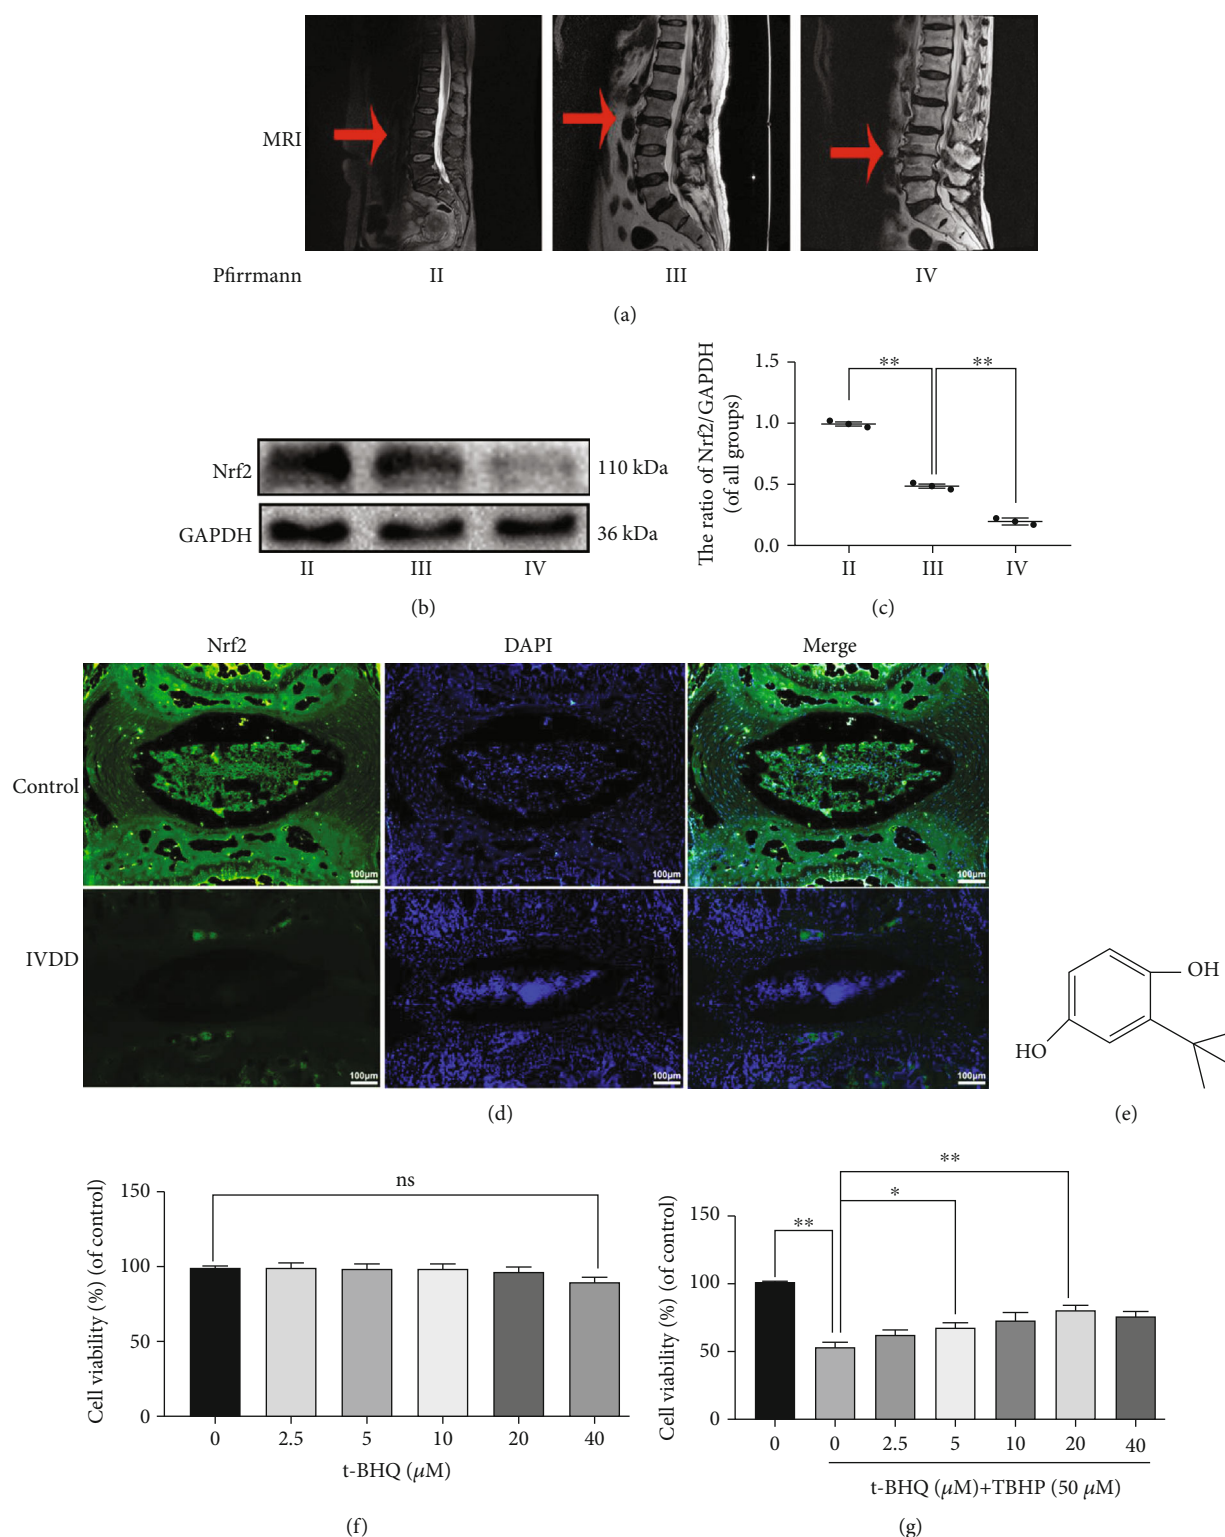 MRI
Pfirrmann II III IV
(a)
Nrf2 110 kDa
GAPDH 36 kDa
II III IV
(b)
The ratio of Nrf2/GAPDH
(of all groups)
1.5
1.0
0.5
0.0
** **
II III IV
(c)
Nrf2 DAPI Merge
Control
100μm 100μm 100μm
IVDD
100μm 100μm 100μm
(d)
OH
HO
(e)
Cell viability (%) (of control)
150
100
50
0
ns
0 2.5 5 10 20 40
t-BHQ (μM)
(f)
Cell viability (%) (of control)
150
100
50
0
**
*
**
0 0 2.5 5 10 20 40
t-BHQ (μM)+TBHP (50 μM)
(g)